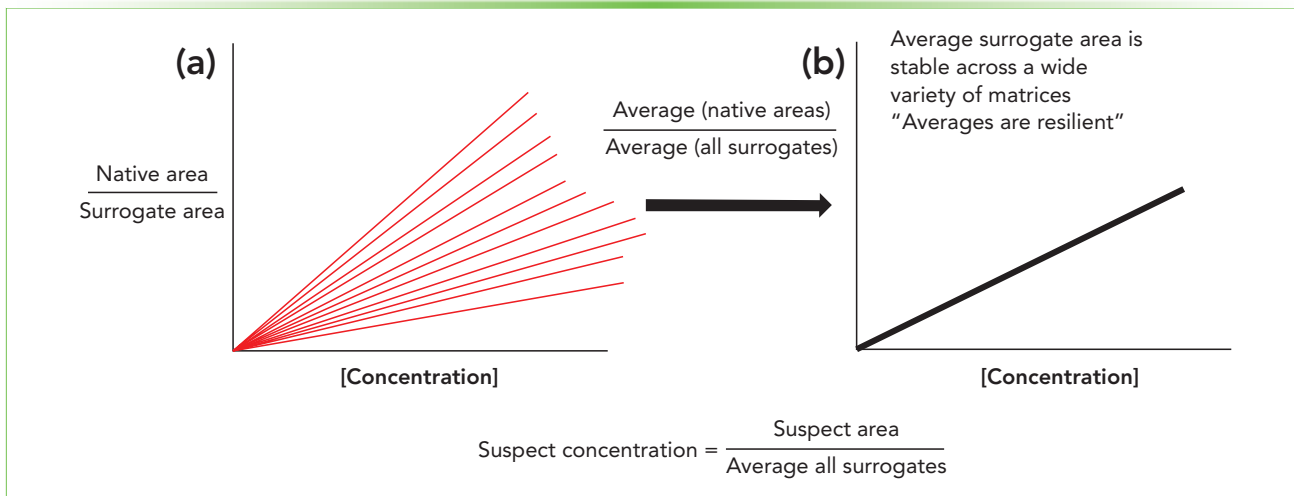 (a)
Native area
Surrogate area
[Concentration]
Average (native areas)
Average (all surrogates)
(b)
Average surrogate area is
stable across a wide
variety of matrices
“Averages are resilient”
[Concentration]
Suspect concentration =
Suspect area
Average all surrogates